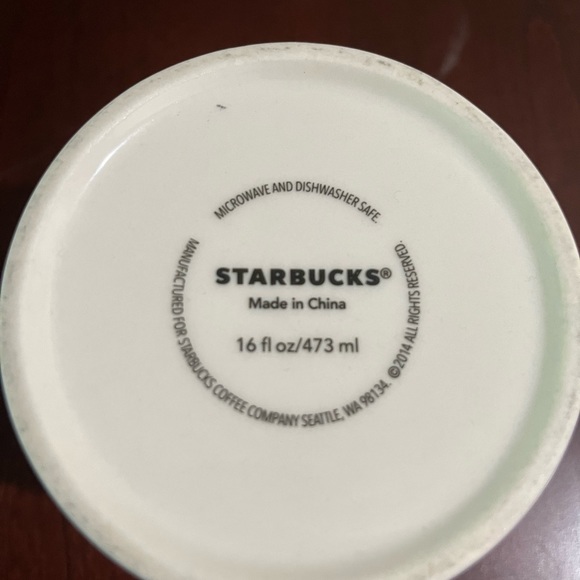 MICROWAVE AND DISHWASHER SAFE.
STARBUCKS®
Made in China
16 fl oz/473 ml
MANUFACTURED FOR STARBUCKS COFFEE COMPANY SEATTLE, WA 98134. ©2014 ALL RIGHTS RESERVED.